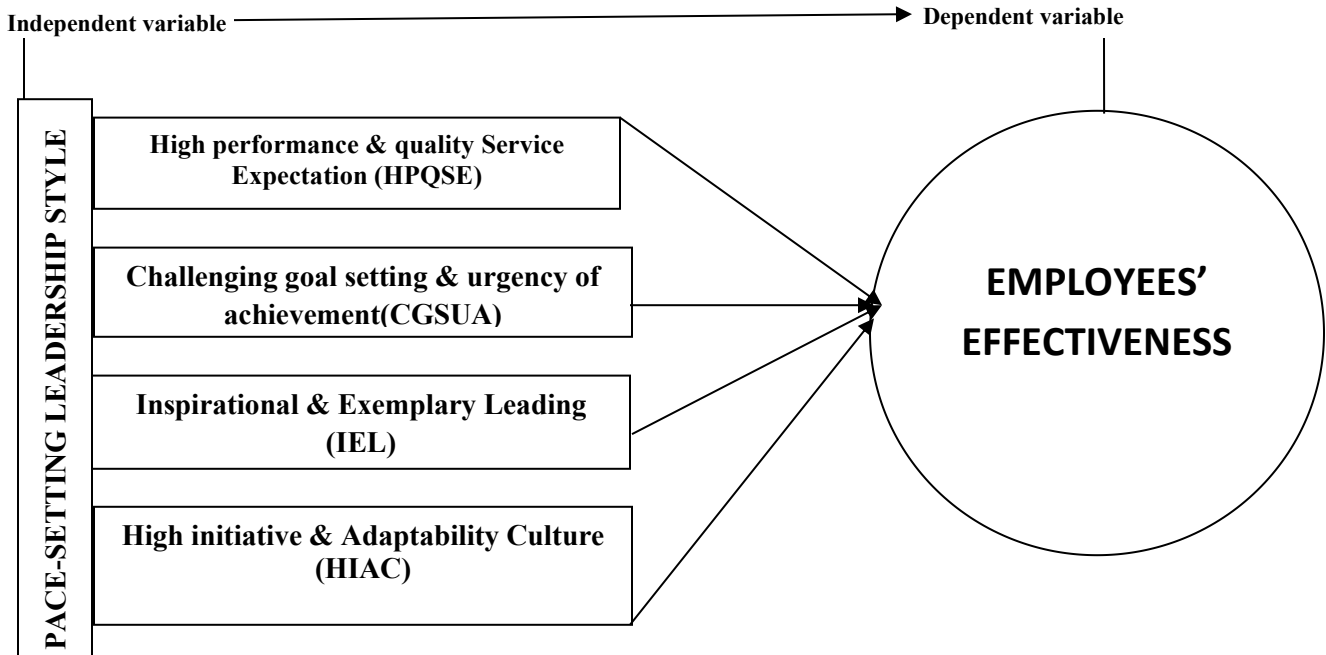 Independent variable
Dependent variable
PACE-SETTING LEADERSHIP STYLE
High performance & quality Service
Expectation (HPQSE)
Challenging goal setting & urgency of
achievement(CGSUA)
Inspirational & Exemplary Leading
(IEL)
High initiative & Adaptability Culture
(HIAC)
EMPLOYEES’
EFFECTIVENESS